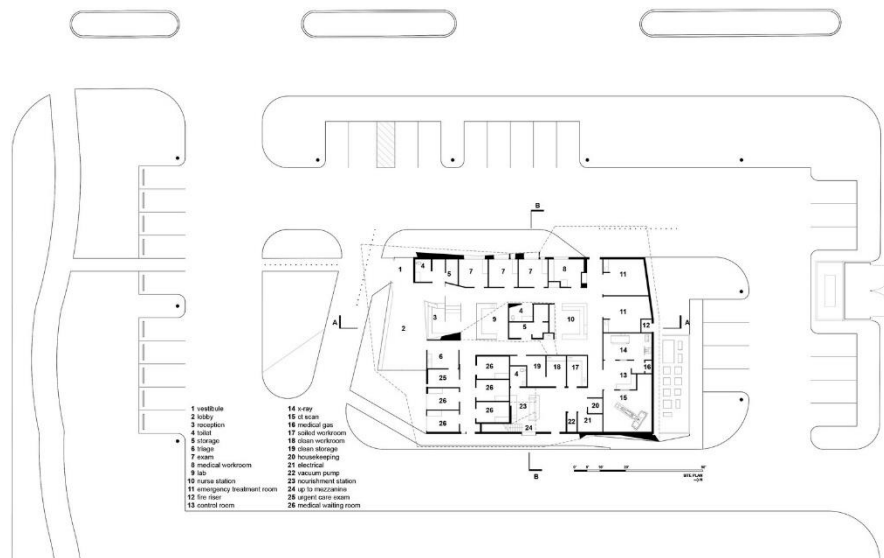 B
1
4
5
7
7
7
8
11
2
3
9
4
5
10
11
12
A
A
14
16
13
15
6
25
26
26
26
26
26
4
19
18
17
23
24
20
22
21
B
1 vestibule
2 lobby
3 reception
4 toilet
5 storage
6 triage
7 exam
8 medical workroom
9 lab
10 nurse station
11 emergency treatment room
12 fire riser
13 control room
14 x-ray
15 ct scan
16 medical gas
17 soiled workroom
18 clean workroom
19 clean storage
20 housekeeping
21 electrical
22 vacuum pump
23 nourishment station
24 up to mezzanine
25 urgent care exam
26 medical waiting room
SITE PLAN